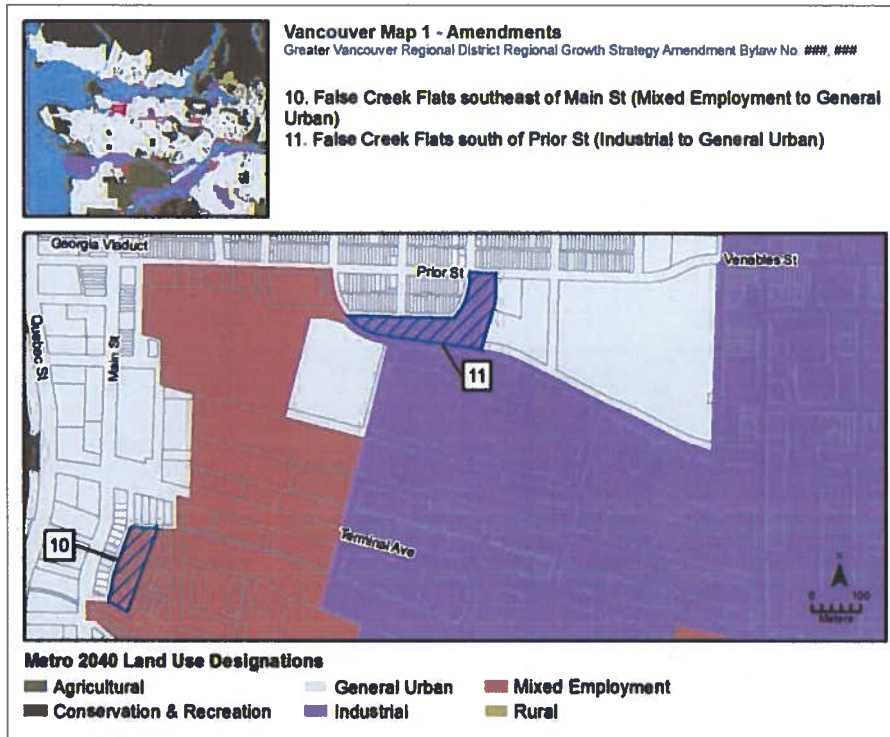 Vancouver Map 1 - Amendments
Greater Vancouver Regional District Regional Growth Strategy Amendment Bylaw No. ###, ###
10. False Creek Flats southeast of Main St (Mixed Employment to General
Urban)
11. False Creek Flats south of Prior St (Industrial to General Urban)
Georgia Viaduct
Prior St
Venables St
Quebec St
Main St
11
10
Terminal Ave
N
0 100
Meters
Metro 2040 Land Use Designations
Agricultural General Urban Mixed Employment
Conservation & Recreation Industrial Rural